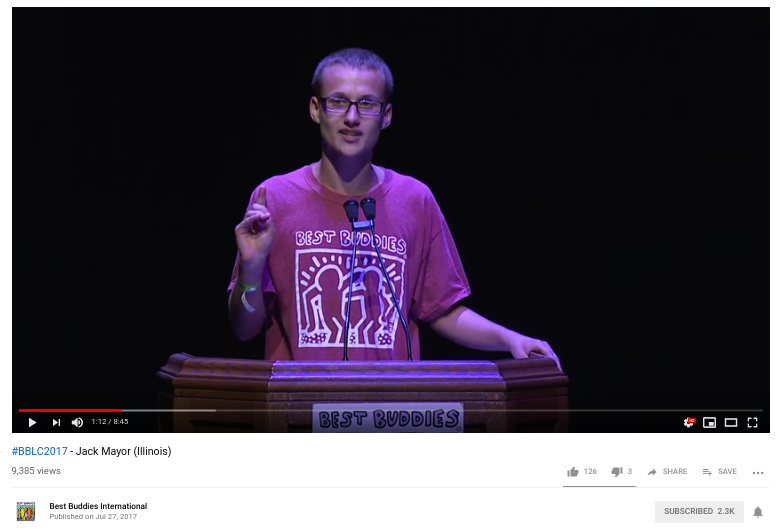 BEST BUDDIES
BEST BUDDIES
1:12 / 8:45
#BBLC2017 - Jack Mayor (Illinois)
9,385 views
126
3
SHARE
SAVE
Best Buddies International
Published on Jul 27, 2017
SUBSCRIBED 2.3K